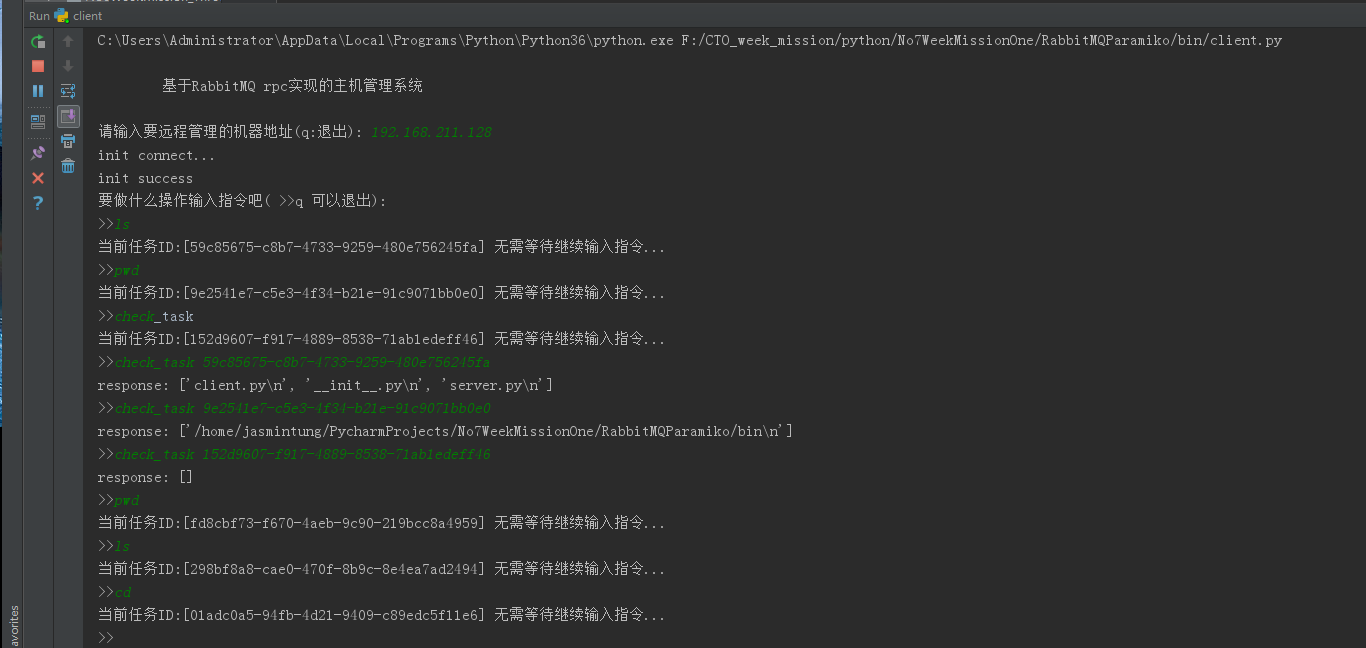 Run client
C:\Users\Administrator\AppData\Local\Programs\Python\Python36\python.exe F:/CTO_week_mission/python/No7WeekMissionOne/RabbitMQParamiko/bin/client.py
基于RabbitMQ rpc实现的主机管理系统
请输入要远程管理的机器地址(q:退出): 192.168.211.128
init connect...
init success
要做什么操作输入指令吧( >>q 可以退出):
>>ls
当前任务ID:[59c85675-c8b7-4733-9259-480e756245fa] 无需等待继续输入指令...
>>pwd
当前任务ID:[9e2541e7-c5e3-4f34-b21e-91c9071bb0e0] 无需等待继续输入指令...
>>check_task
当前任务ID:[152d9607-f917-4889-8538-71ab1edeff46] 无需等待继续输入指令...
>>check_task 59c85675-c8b7-4733-9259-480e756245fa
response: ['client.py\n', '__init__.py\n', 'server.py\n']
>>check_task 9e2541e7-c5e3-4f34-b21e-91c9071bb0e0
response: ['/home/jasmintung/PycharmProjects/No7WeekMissionOne/RabbitMQParamiko/bin\n']
>>check_task 152d9607-f917-4889-8538-71ab1edeff46
response: []
>>pwd
当前任务ID:[fd8cbf73-f670-4aeb-9c90-219bcc8a4959] 无需等待继续输入指令...
>>ls
当前任务ID:[298bf8a8-cae0-470f-8b9c-8e4ea7ad2494] 无需等待继续输入指令...
>>cd
当前任务ID:[01adc0a5-94fb-4d21-9409-c89edc5f11e6] 无需等待继续输入指令...
>>
avorites